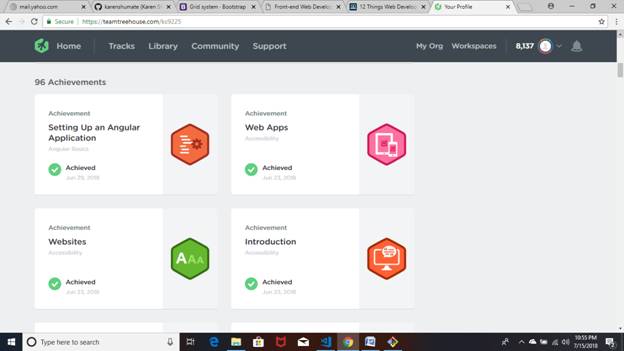 mail.yahoo.com
karenshumate (Karen S
Grid system · Bootstrap
Front-end Web Develop
12 Things Web Develop
Your Profile
Secure
https://teamtreehouse.com/ks9225
Home
Tracks
Library
Community
Support
My Org
Workspaces
8,137
96 Achievements
Achievement
Setting Up an Angular
Application
Angular Basics
Achieved
Jun 29, 2018
Achievement
Web Apps
Accessibility
Achieved
Jun 23, 2018
Achievement
Websites
Accessibility
Achieved
Jun 23, 2018
AAA
Achievement
Introduction
Accessibility
Achieved
Jun 23, 2018
Type here to search
10:55 PM
7/15/2018